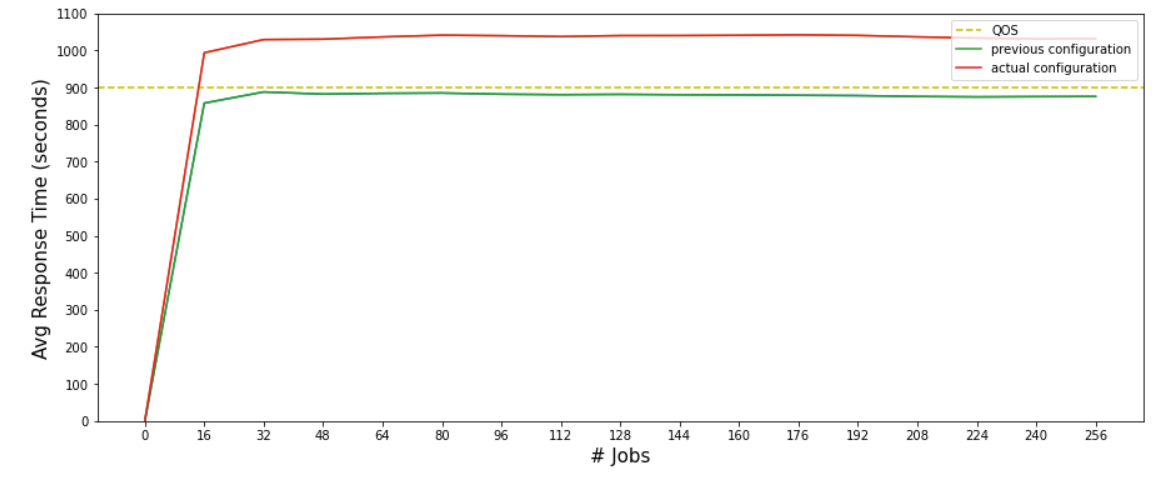 1100
1000
900
800
700
600
500
400
300
200
100
0
Avg Response Time (seconds)
QOS
previous configuration
actual configuration
0 16 32 48 64 80 96 112 128 144 160 176 192 208 224 240 256
# Jobs